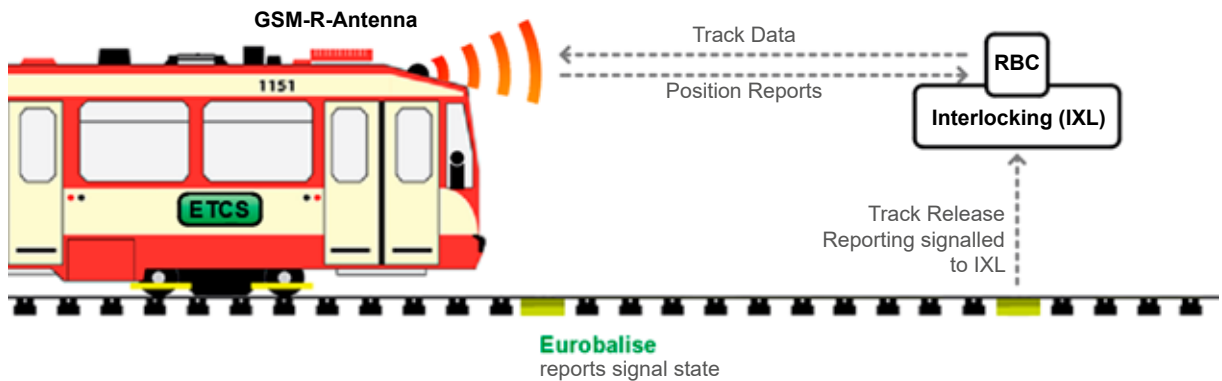 GSM-R-Antenna
Track Data
Position Reports
RBC
Interlocking (IXL)
1151
ETCS
Track Release
Reporting signalled
to IXL
Eurobalise
reports signal state